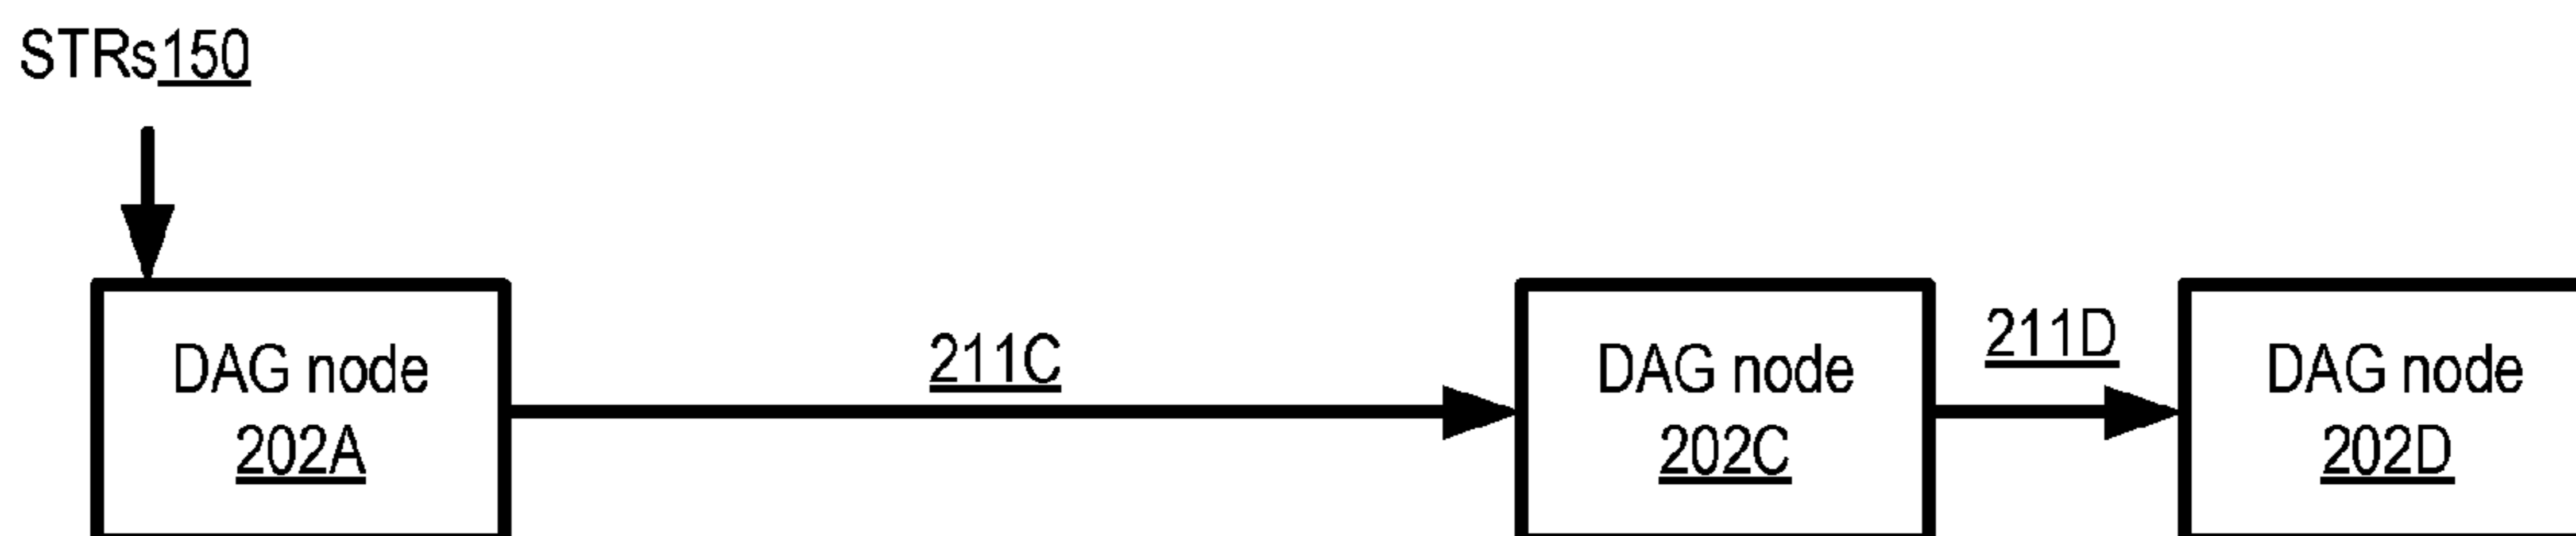 STRs150
DAG node
202A
211C
DAG node
202C
211D
DAG node
202D